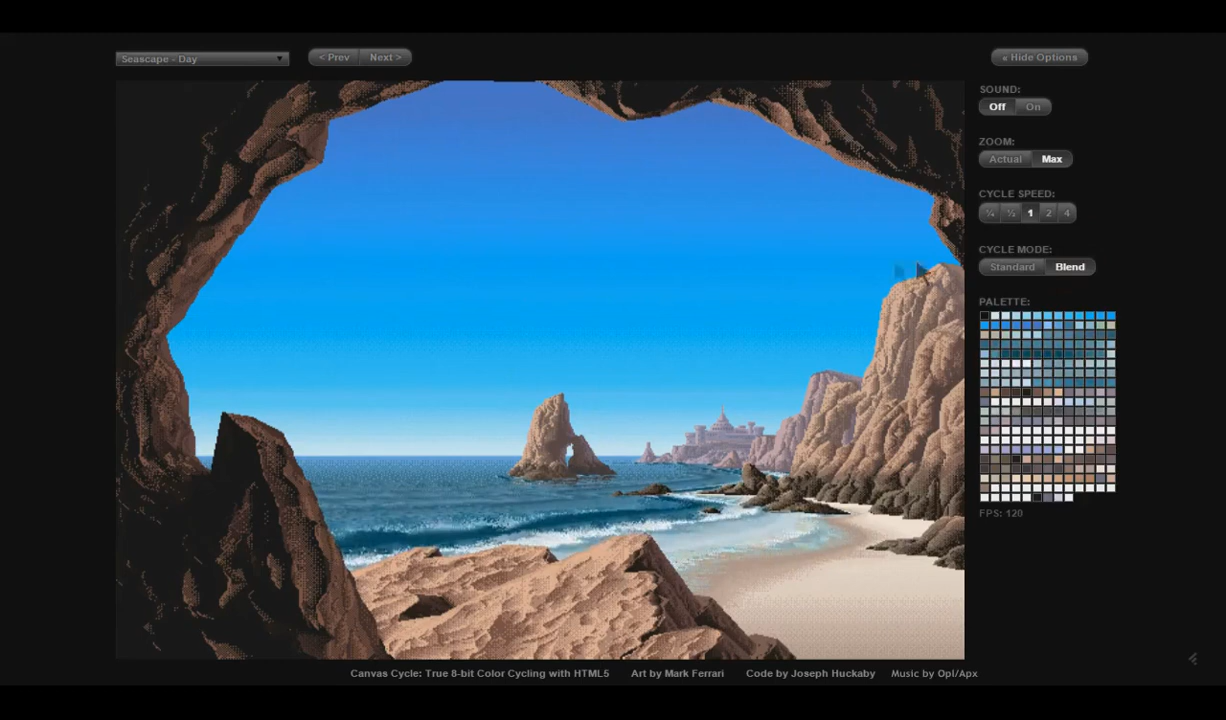 Seascape - Day
< Prev
Next >
« Hide Options
SOUND:
Off
On
ZOOM:
Actual
Max
CYCLE SPEED:
¼
½
1
2
4
CYCLE MODE:
Standard
Blend
PALETTE:
FPS: 120
Canvas Cycle: True 8-bit Color Cycling with HTML5
Art by Mark Ferrari
Code by Joseph Huckaby
Music by Opl/Apx